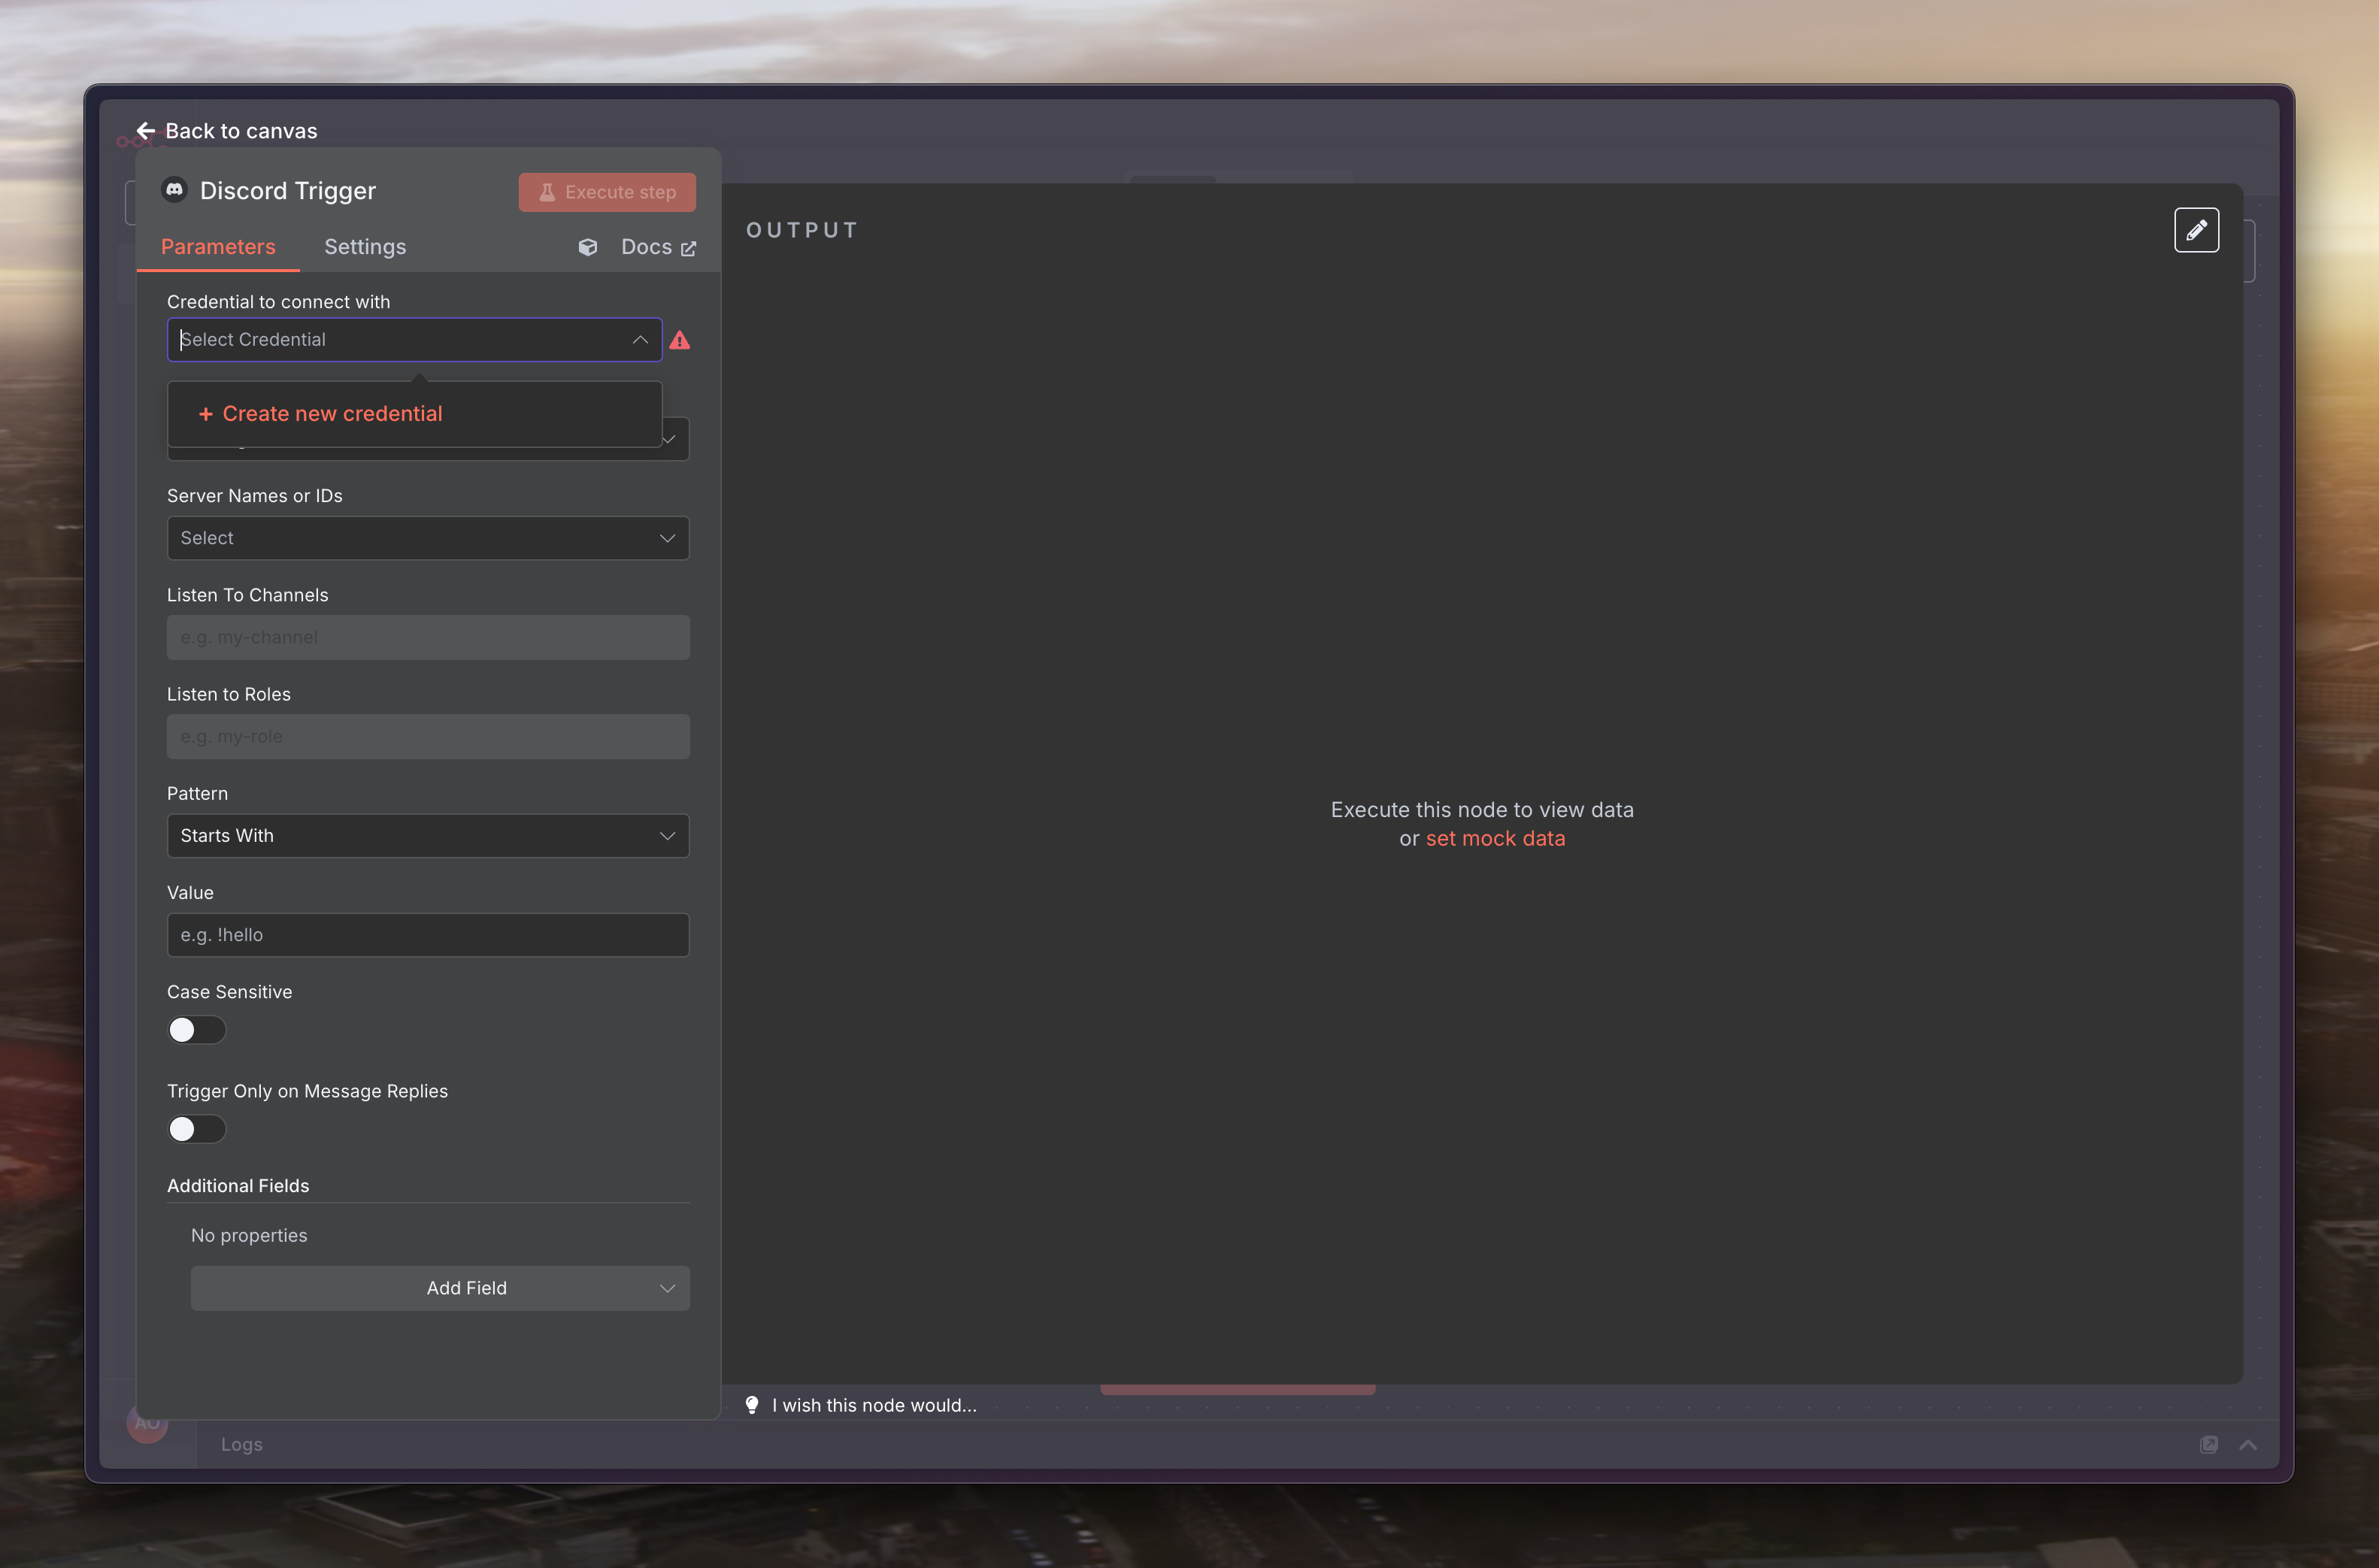 Back to canvas
Discord Trigger
Execute step
Parameters
Settings
Docs
OUTPUT
Credential to connect with
Select Credential
+ Create new credential
Server Names or IDs
Select
Listen To Channels
e.g. my-channel
Listen to Roles
e.g. my-role
Pattern
Starts With
Value
e.g. !hello
Case Sensitive
Trigger Only on Message Replies
Additional Fields
No properties
Add Field
Execute this node to view data
or set mock data
I wish this node would...
AO
Logs